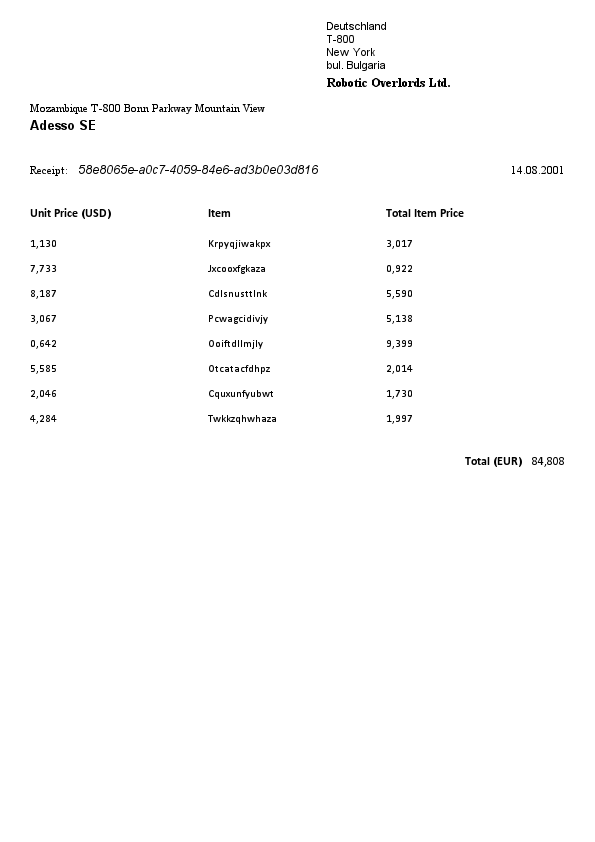 Deutschland
T-800
New York
bul. Bulgaria
Robotic Overlords Ltd.
Mozambique T-800 Bonn Parkway Mountain View
Adesso SE
Receipt: 58e8065e-a0c7-4059-84e6-ad3b0e03d816 14.08.2001
Unit Price (USD) Item Total Item Price
1,130 Krpyqjiwakpx 3,017
7,733 Jxcooxfgkaza 0,922
8,187 Cdlsnusttlnk 5,590
3,067 Pcwagcidivjy 5,138
0,642 Ooiftdllmjly 9,399
5,585 Otcatacfdhpz 2,014
2,046 Cquxunfyubwt 1,730
4,284 Twkkzqhwhaza 1,997
Total (EUR) 84,808